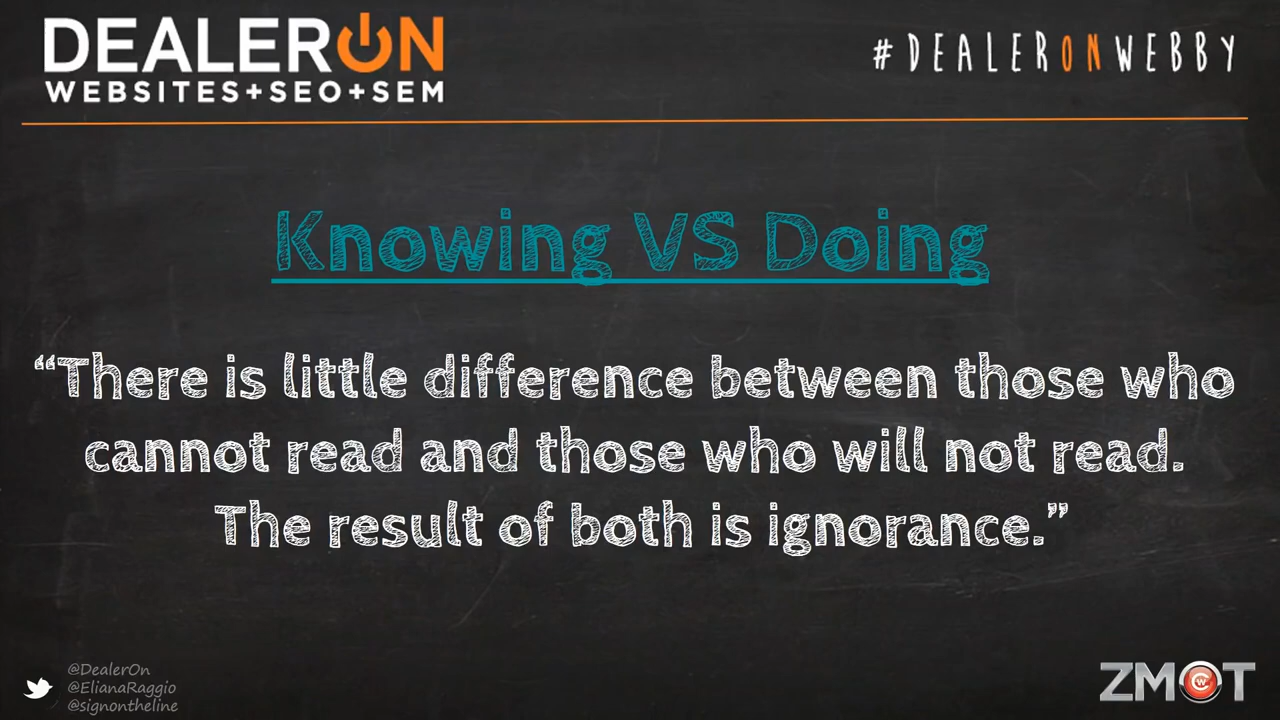 DEALERON
WEBSITES+SEO+SEM
#DEALERONWEBBY
Knowing VS Doing
“There is little difference between those who
cannot read and those who will not read.
The result of both is ignorance.”
@DealerOn
@ElianaRaggio
@signontheline
ZMOT